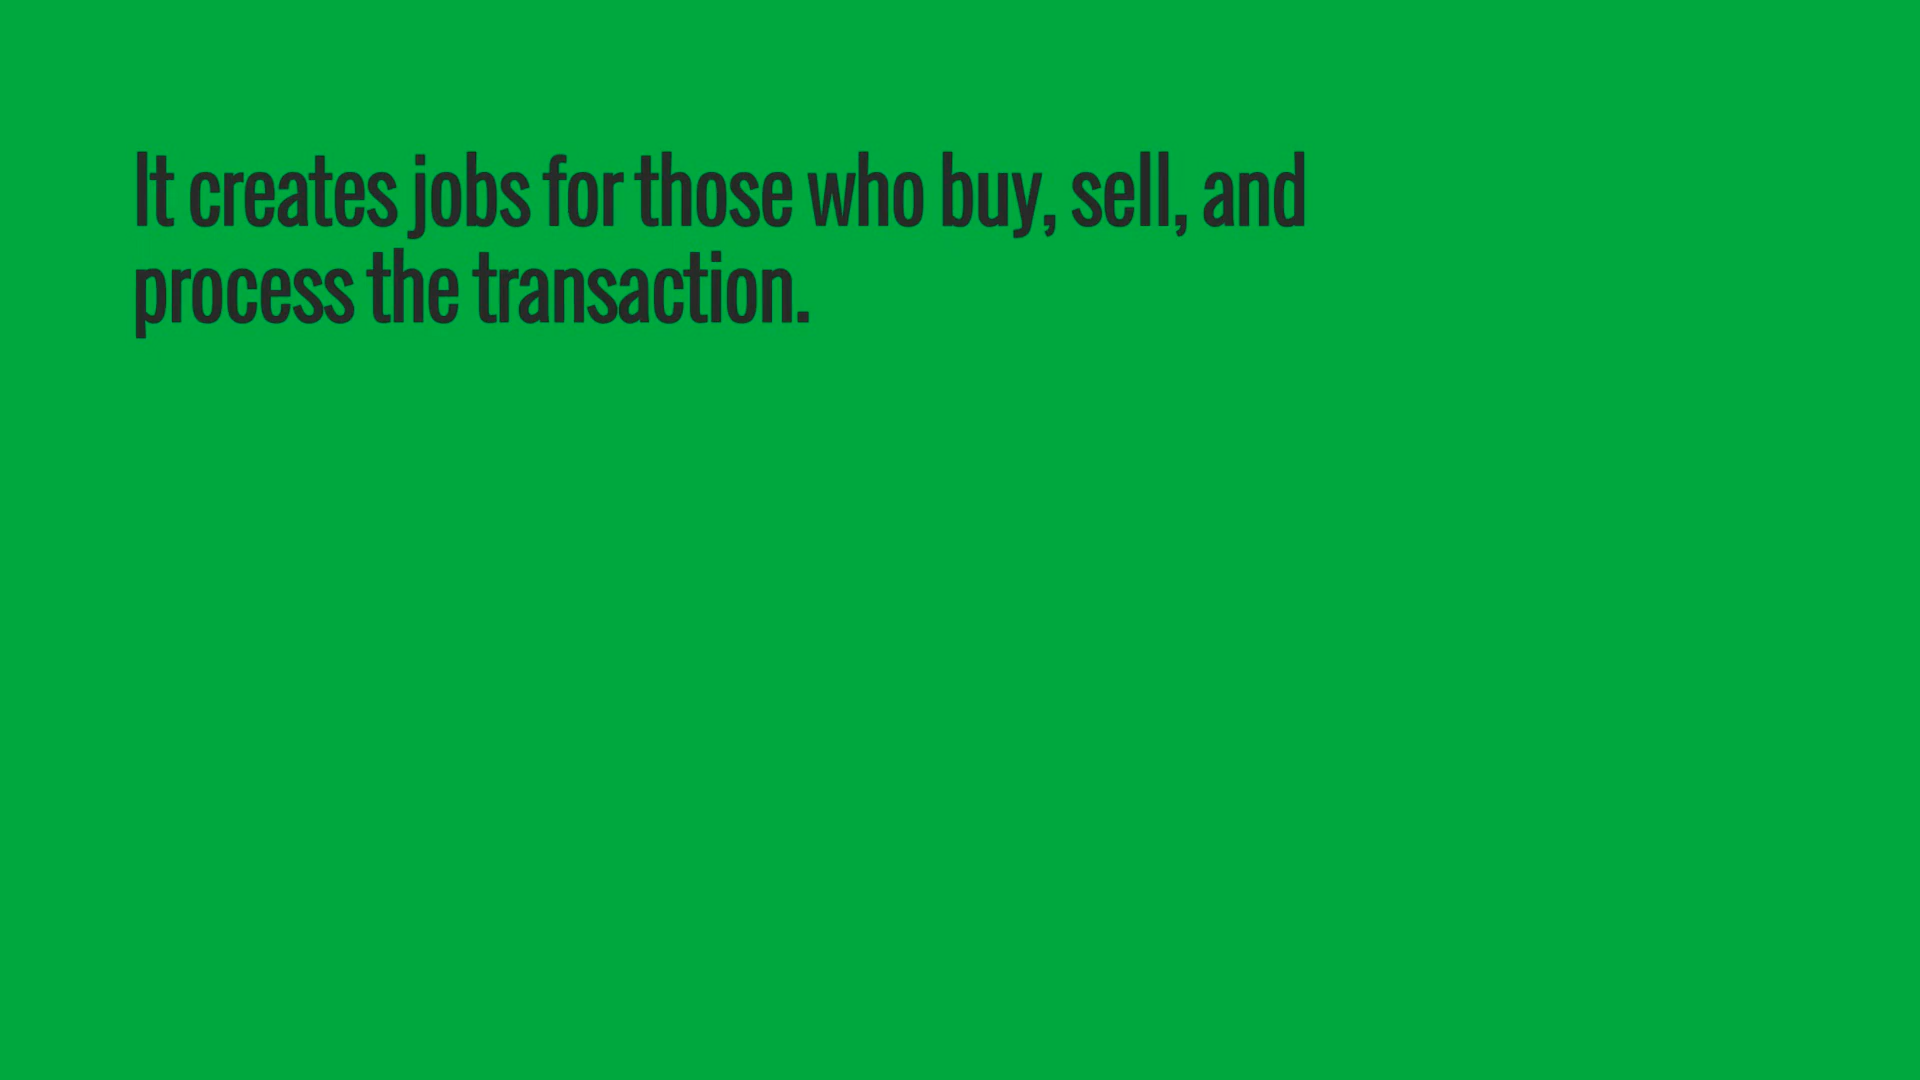 It creates jobs for those who buy, sell, and
process the transaction.